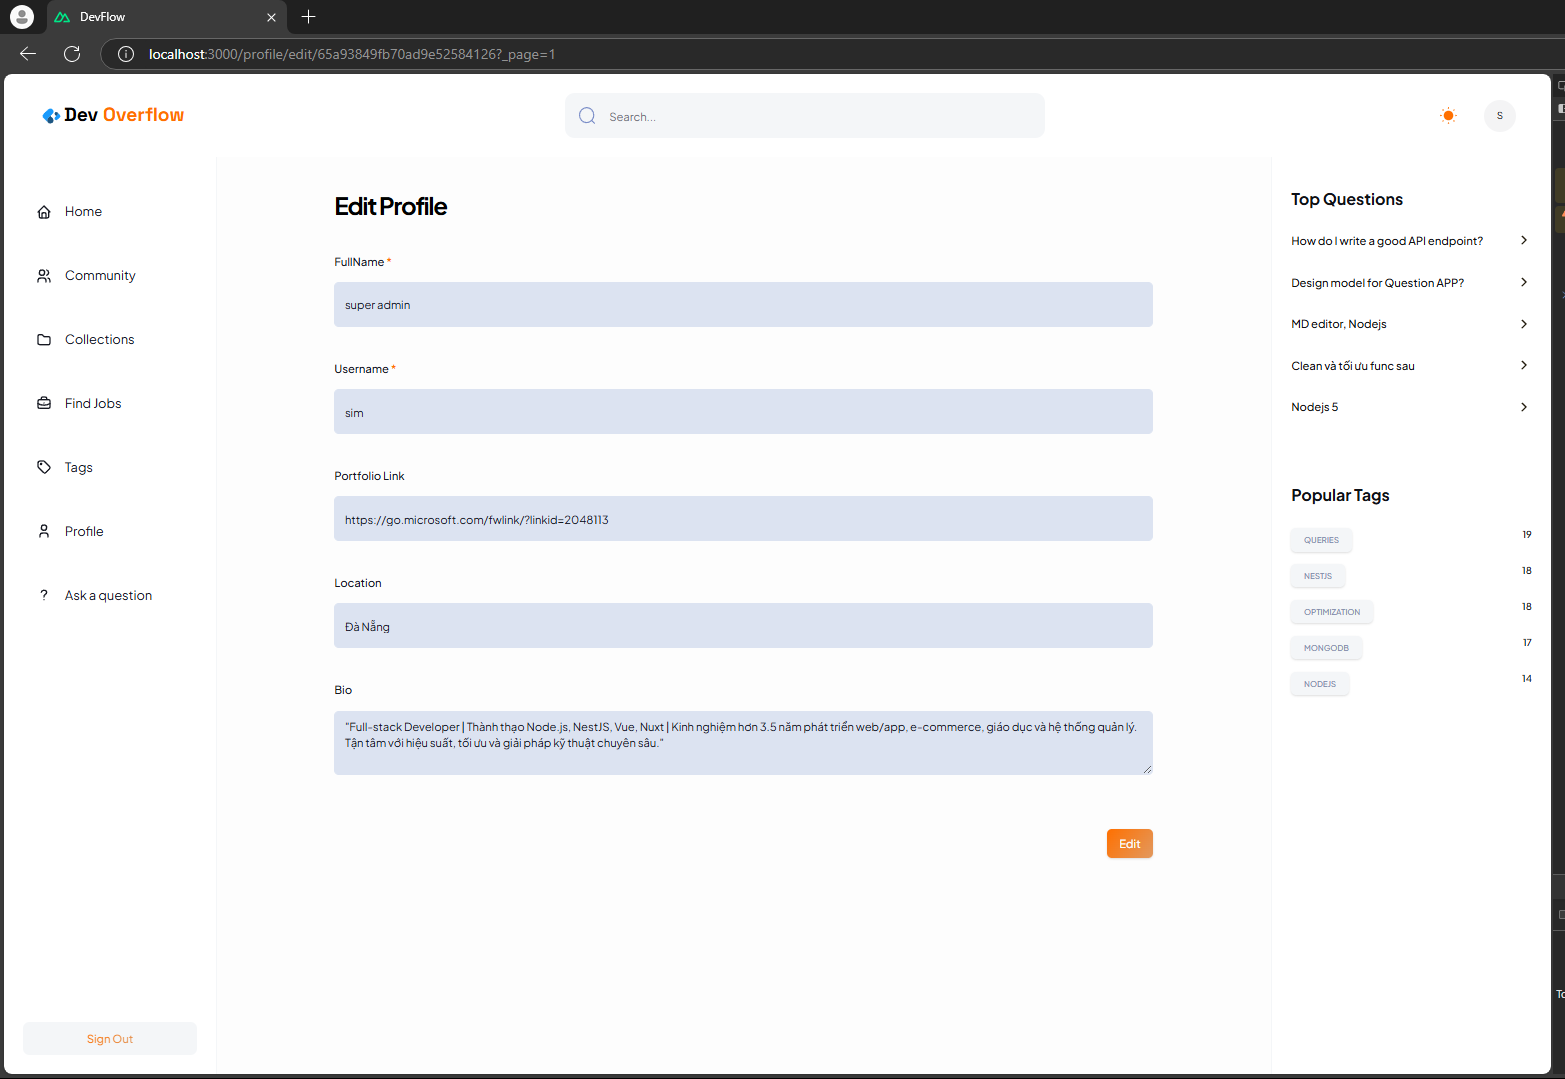 DevFlow
localhost:3000/profile/edit/65a93849fb70ad9e52584126?_page=1
Dev Overflow
Search...
S
Home
Community
Collections
Find Jobs
Tags
Profile
? Ask a question
Sign Out
Edit Profile
FullName *
super admin
Username *
sim
Portfolio Link
https://go.microsoft.com/fwlink/?linkid=2048113
Location
Đà Nẵng
Bio
"Full-stack Developer | Thành thạo Node.js, NestJS, Vue, Nuxt | Kinh nghiệm hơn 3.5 năm phát triển web/app, e-commerce, giáo dục và hệ thống quản lý.
Tận tâm với hiệu suất, tối ưu và giải pháp kỹ thuật chuyên sâu."
Edit
Top Questions
How do I write a good API endpoint?
Design model for Question APP?
MD editor, Nodejs
Clean và tối ưu func sau
Nodejs 5
Popular Tags
QUERIES 19
NESTJS 18
OPTIMIZATION 18
MONGODB 17
NODEJS 14